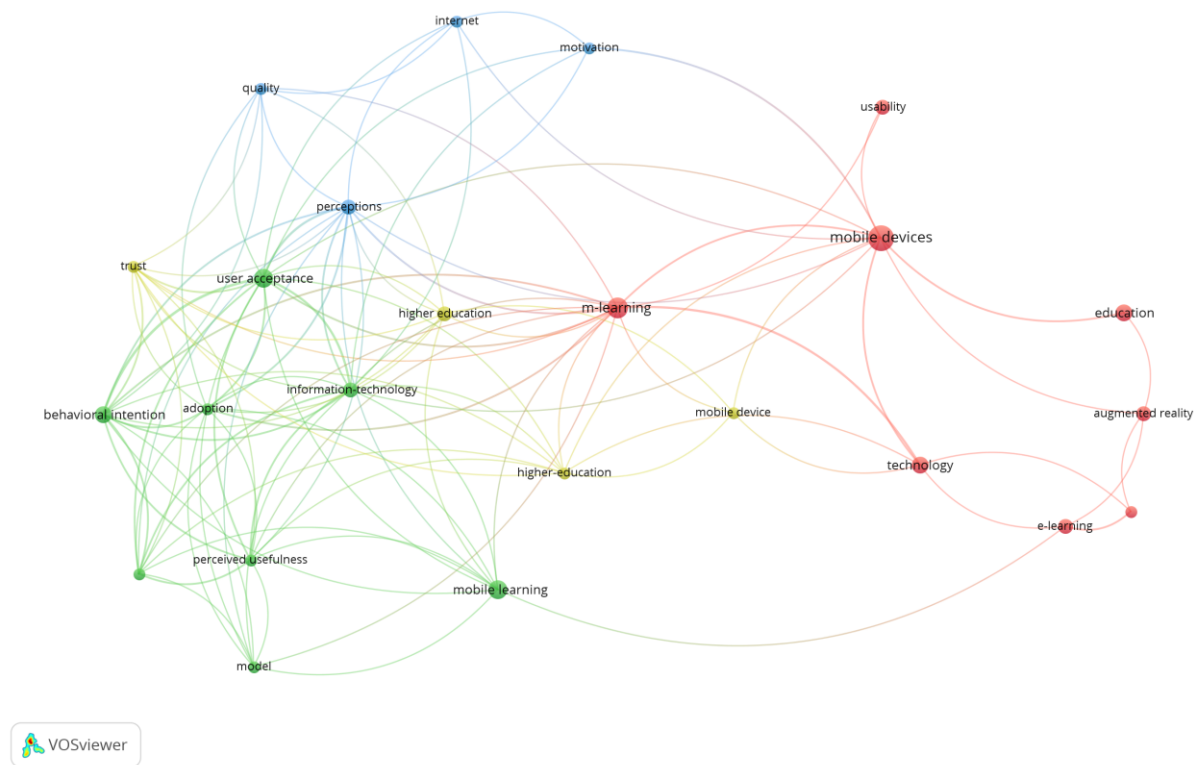 internet
motivation
quality
usability
perceptions
mobile devices
trust
user acceptance
m-learning
higher education
education
information-technology
behavioral intention
adoption
mobile device
augmented reality
technology
higher-education
e-learning
perceived usefulness
mobile learning
model
VOSviewer